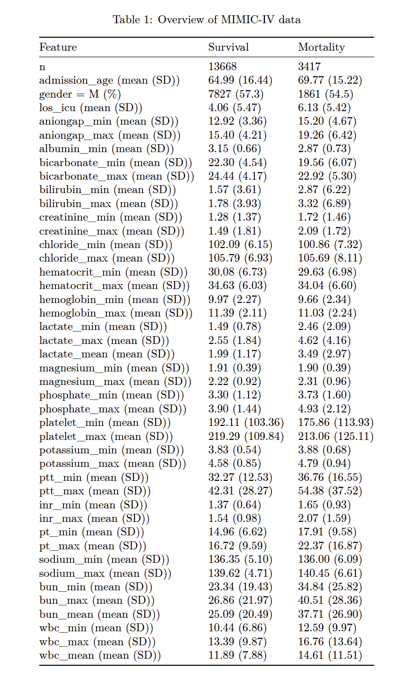 Table 1: Overview of MIMIC-IV data
Feature Survival Mortality
n 13668 3417
admission_age (mean (SD)) 64.99 (16.44) 69.77 (15.22)
gender = M (%) 7827 (57.3) 1861 (54.5)
los_icu (mean (SD)) 4.06 (5.47) 6.13 (5.42)
aniongap_min (mean (SD)) 12.92 (3.36) 15.20 (4.67)
aniongap_max (mean (SD)) 15.40 (4.21) 19.26 (6.42)
albumin_min (mean (SD)) 3.15 (0.66) 2.87 (0.73)
bicarbonate_min (mean (SD)) 22.30 (4.54) 19.56 (6.07)
bicarbonate_max (mean (SD)) 24.44 (4.17) 22.92 (5.30)
bilirubin_min (mean (SD)) 1.57 (3.61) 2.87 (6.22)
bilirubin_max (mean (SD)) 1.78 (3.93) 3.32 (6.89)
creatinine_min (mean (SD)) 1.28 (1.37) 1.72 (1.46)
creatinine_max (mean (SD)) 1.49 (1.81) 2.09 (1.72)
chloride_min (mean (SD)) 102.09 (6.15) 100.86 (7.32)
chloride_max (mean (SD)) 105.79 (6.93) 105.69 (8.11)
hematocrit_min (mean (SD)) 30.08 (6.73) 29.63 (6.98)
hematocrit_max (mean (SD)) 34.63 (6.03) 34.04 (6.60)
hemoglobin_min (mean (SD)) 9.97 (2.27) 9.66 (2.34)
hemoglobin_max (mean (SD)) 11.39 (2.11) 11.03 (2.24)
lactate_min (mean (SD)) 1.49 (0.78) 2.46 (2.09)
lactate_max (mean (SD)) 2.55 (1.84) 4.62 (4.16)
lactate_mean (mean (SD)) 1.99 (1.17) 3.49 (2.97)
magnesium_min (mean (SD)) 1.91 (0.39) 1.90 (0.39)
magnesium_max (mean (SD)) 2.22 (0.92) 2.31 (0.96)
phosphate_min (mean (SD)) 3.30 (1.12) 3.73 (1.60)
phosphate_max (mean (SD)) 3.90 (1.44) 4.93 (2.12)
platelet_min (mean (SD)) 192.11 (103.36) 175.86 (113.93)
platelet_max (mean (SD)) 219.29 (109.84) 213.06 (125.11)
potassium_min (mean (SD)) 3.83 (0.54) 3.88 (0.68)
potassium_max (mean (SD)) 4.58 (0.85) 4.79 (0.94)
ptt_min (mean (SD)) 32.27 (12.53) 36.76 (16.55)
ptt_max (mean (SD)) 42.31 (28.27) 54.38 (37.52)
inr_min (mean (SD)) 1.37 (0.64) 1.65 (0.93)
inr_max (mean (SD)) 1.54 (0.98) 2.07 (1.59)
pt_min (mean (SD)) 14.96 (6.62) 17.91 (9.58)
pt_max (mean (SD)) 16.72 (9.59) 22.37 (16.87)
sodium_min (mean (SD)) 136.35 (5.10) 136.00 (6.09)
sodium_max (mean (SD)) 139.62 (4.71) 140.45 (6.61)
bun_min (mean (SD)) 23.34 (19.43) 34.84 (25.82)
bun_max (mean (SD)) 26.86 (21.97) 40.51 (28.36)
bun_mean (mean (SD)) 25.09 (20.49) 37.71 (26.90)
wbc_min (mean (SD)) 10.44 (6.86) 12.59 (9.97)
wbc_max (mean (SD)) 13.39 (9.87) 16.76 (13.64)
wbc_mean (mean (SD)) 11.89 (7.88) 14.61 (11.51)